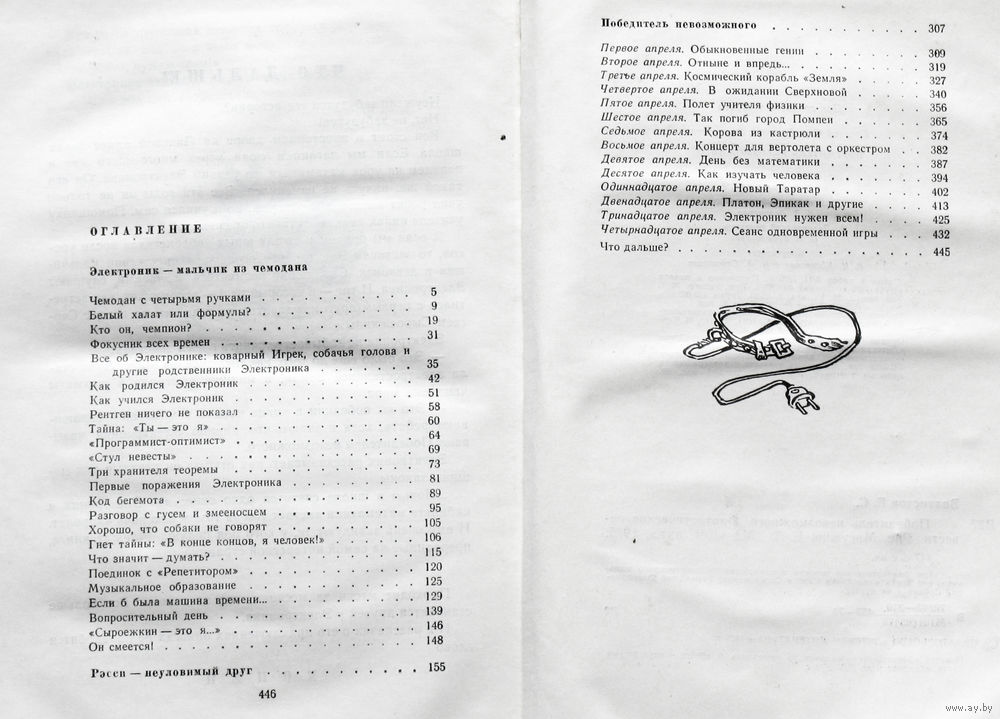 ОГЛАВЛЕНИЕ
Электроник — мальчик из чемодана
Чемодан с четырьмя ручками . . . . . . . . . . . 5
Белый халат или формулы? . . . . . . . . . . . 9
Кто он, чемпион? . . . . . . . . . . . . . . 19
Фокусник всех времен . . . . . . . . . . . . . 31
Все об Электронике: коварный Игрек, собачья голова и
другие родственники Электроника . . . . . . . 35
Как родился Электроник . . . . . . . . . . . . 42
Как учился Электроник . . . . . . . . . . . . 51
Рентген ничего не показал . . . . . . . . . . . 58
Тайна: «Ты — это я» . . . . . . . . . . . . . 60
«Программист-оптимист» . . . . . . . . . . . . 64
«Стул невесты» . . . . . . . . . . . . . . . 69
Три хранителя теоремы . . . . . . . . . . . . 73
Первые поражения Электроника . . . . . . . . . 81
Код бегемота . . . . . . . . . . . . . . . . 89
Разговор с гусем и змееносцем . . . . . . . . . 95
Хорошо, что собаки не говорят . . . . . . . . . 105
Гнет тайны: «В конце концов, я человек!» . . . . . . 106
Что значит — думать? . . . . . . . . . . . . . 115
Поединок с «Репетитором» . . . . . . . . . . . 120
Музыкальное образование . . . . . . . . . . . 125
Если б была машина времени... . . . . . . . . . . 129
Вопросительный день . . . . . . . . . . . . . 139
«Сыроежкин — это я...» . . . . . . . . . . . . 146
Он смеется! . . . . . . . . . . . . . . . . 148
Рэсси — неуловимый друг . . . . . . . . . . . 155
446
Победитель невозможного . . . . . . . . . . . 307
Первое апреля. Обыкновенные гении . . . . . . . . 309
Второе апреля. Отныне и впредь... . . . . . . . . . 319
Третье апреля. Космический корабль «Земля» . . . . . 327
Четвертое апреля. В ожидании Сверхновой . . . . . . 340
Пятое апреля. Полет учителя физики . . . . . . . . 356
Шестое апреля. Так погиб город Помпеи . . . . . . 365
Седьмое апреля. Корова из кастрюли . . . . . . . 374
Восьмое апреля. Концерт для вертолета с оркестром . . 382
Девятое апреля. День без математики . . . . . . . 387
Десятое апреля. Как изучать человека . . . . . . . 394
Одиннадцатое апреля. Новый Таратар . . . . . . . 402
Двенадцатое апреля. Платон, Эпикак и другие . . . . 413
Тринадцатое апреля. Электроник нужен всем! . . . . 425
Четырнадцатое апреля. Сеанс одновременной игры . . . 432
Что дальше? . . . . . . . . . . . . . . . . 445
www.ay.by